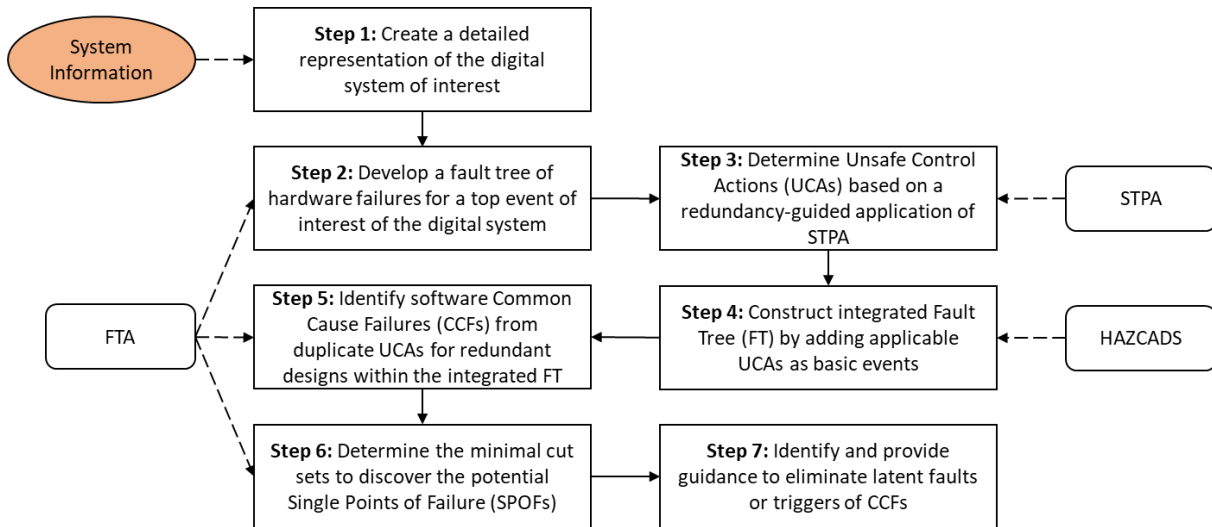 System
Information
Step 1: Create a detailed
representation of the digital
system of interest
Step 2: Develop a fault tree of
hardware failures for a top event of
interest of the digital system
Step 3: Determine Unsafe Control
Actions (UCAs) based on a
redundancy-guided application of
STPA
STPA
FTA
Step 5: Identify software Common
Cause Failures (CCFs) from
duplicate UCAs for redundant
designs within the integrated FT
Step 4: Construct integrated Fault
Tree (FT) by adding applicable
UCAs as basic events
HAZCADS
Step 6: Determine the minimal cut
sets to discover the potential
Single Points of Failure (SPOFs)
Step 7: Identify and provide
guidance to eliminate latent faults
or triggers of CCFs